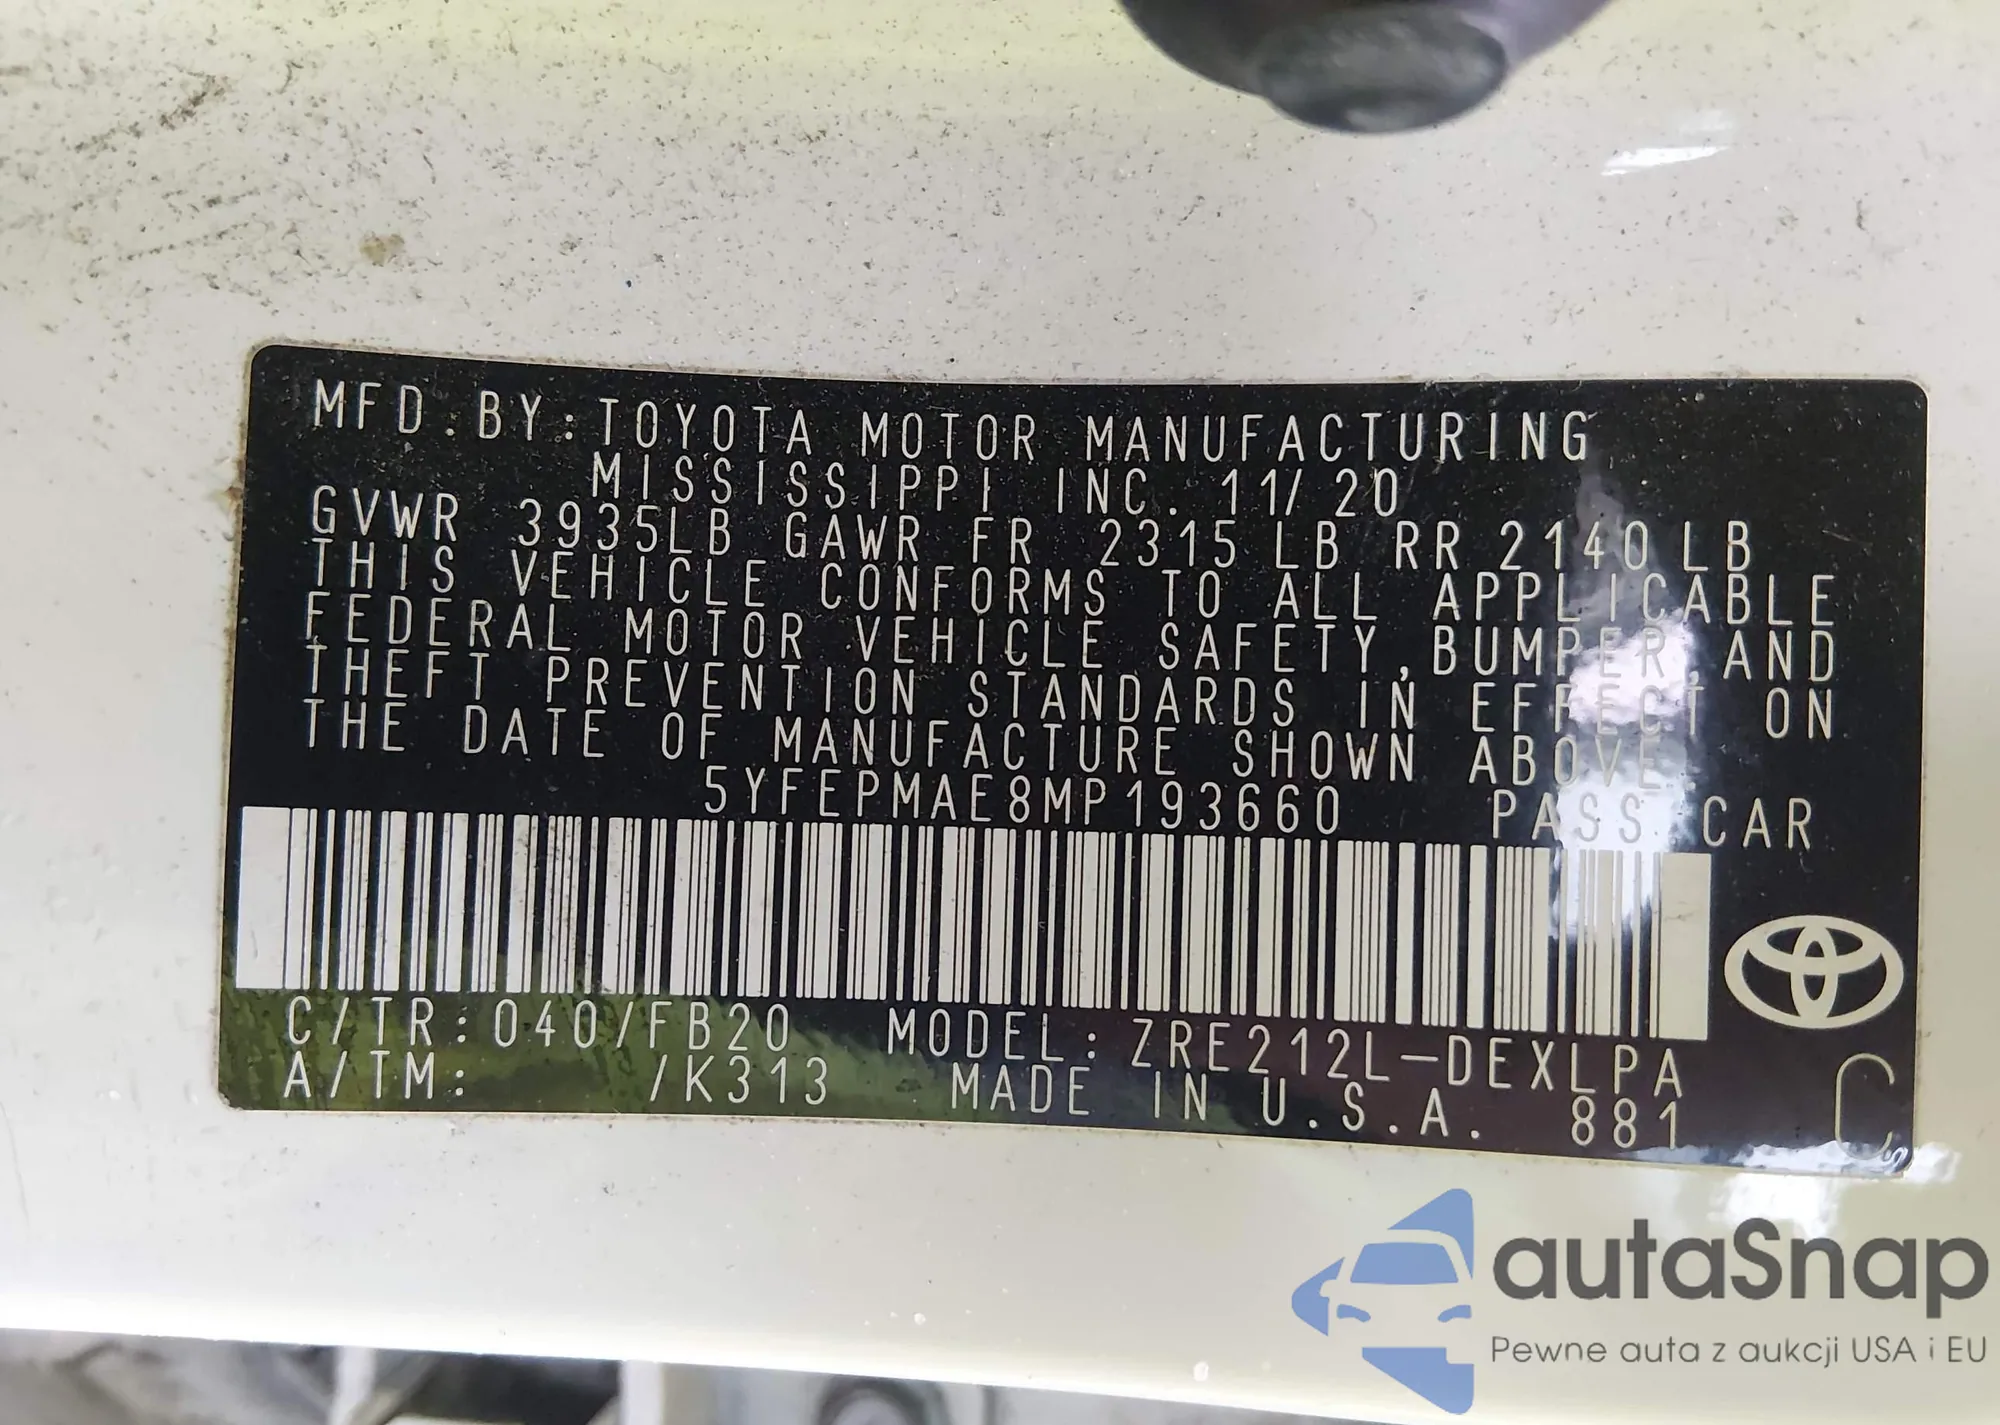 MFD.BY:TOYOTA MOTOR MANUFACTURING
MISSISSIPPI INC. 11/20
GVWR 3935LB GAWR FR 2315 LB RR 2140 LB
THIS VEHICLE CONFORMS TO ALL APPLICABLE
FEDERAL MOTOR VEHICLE SAFETY, BUMPER, AND
THEFT PREVENTION STANDARDS IN EFFECT ON
THE DATE OF MANUFACTURE SHOWN ABOVE.
5YFEPMAE8MP193660 PASS CAR
C/TR:040/FB20 MODEL: ZRE212L-DEXLPA
A/TM: /K313 MADE IN U.S.A. 881
C
autaSnap
Pewne auta z aukcji USA i EU